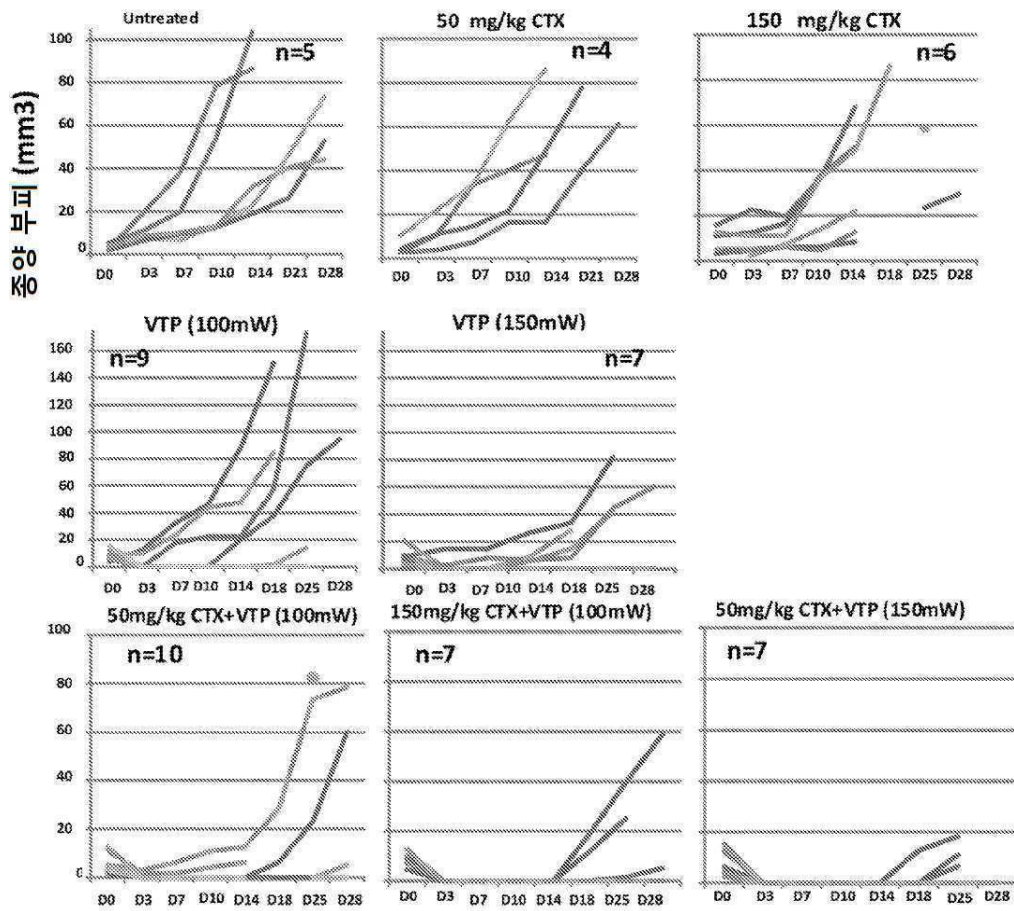 Untreated
50 mg/kg CTX
150 mg/kg CTX
종양 부피 (mm3)
n=5
n=4
n=6
100
80
60
40
20
0
D0 D3 D7 D10 D14 D21 D28
D0 D3 D7 D10 D14 D21 D28
D0 D3 D7 D10 D14 D18 D25 D28
VTP (100mW)
VTP (150mW)
n=9
n=7
160
140
120
100
80
60
40
20
0
D0 D3 D7 D10 D14 D18 D25 D28
D0 D3 D7 D10 D14 D18 D25 D28
50mg/kg CTX+VTP (100mW)
150mg/kg CTX+VTP (100mW)
50mg/kg CTX+VTP (150mW)
n=10
n=7
n=7
100
80
60
40
20
0
D0 D3 D7 D10 D14 D18 D25 D28
D0 D3 D7 D10 D14 D18 D25 D28
D0 D3 D7 D10 D14 D18 D25 D28